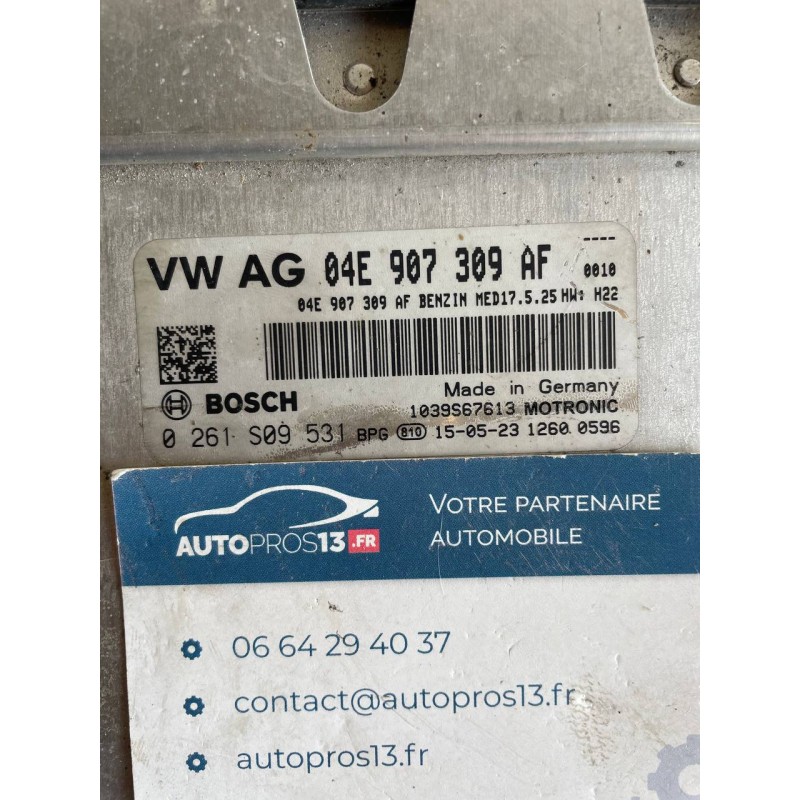 ----
VW AG 04E 907 309 AF 0010
04E 907 309 AF BENZIN MED17.5.25 HW: H22
BOSCH Made in Germany
1039S67613 MOTRONIC
0 261 S09 531 BPG 810 15-05-23 1260 0596
AUTOPROS13.FR
VOTRE PARTENAIRE
AUTOMOBILE
06 64 29 40 37
contact@autopros13.fr
autopros13.fr